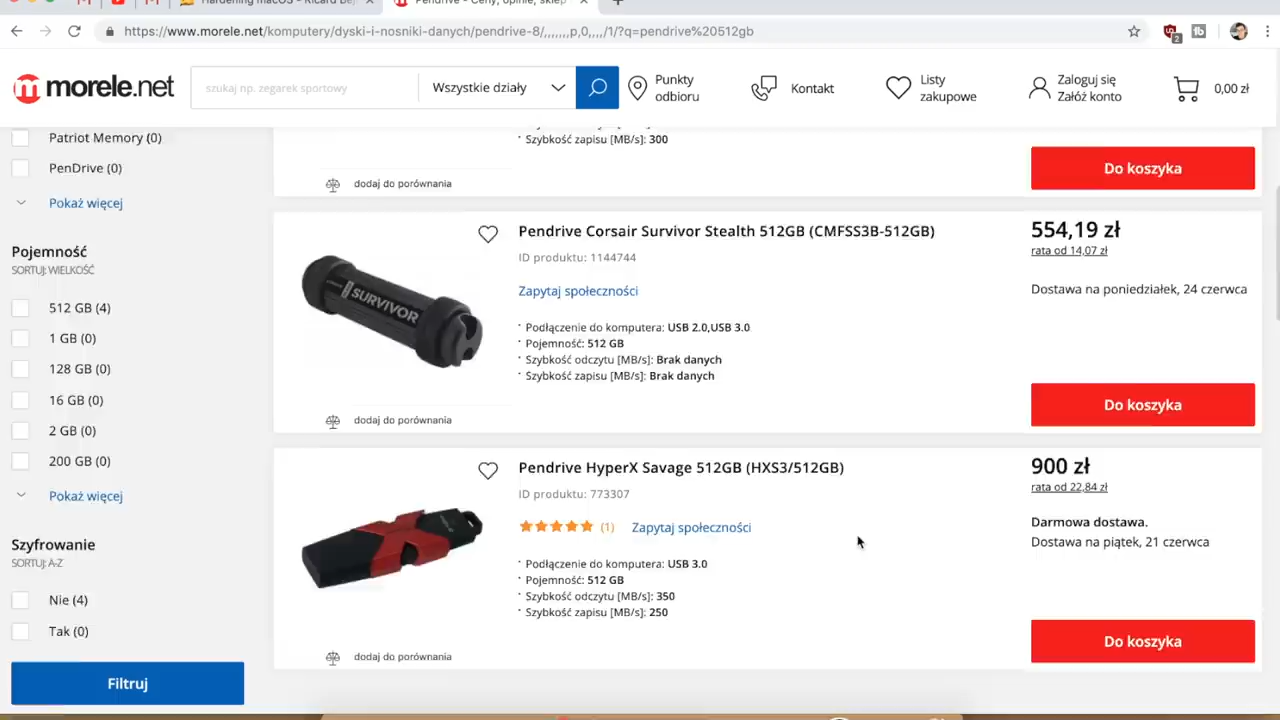 Hardening macOS - Ricard Bej
Pendrive - Ceny, opinie, sklep
https://www.morele.net/komputery/dyski-i-nosniki-danych/pendrive-8/,,,,,,,p,0,,,,/1/?q=pendrive%20512gb
2
morele.net
szukaj np. zegarek sportowy
Wszystkie działy
Punkty
odbioru
Kontakt
Listy
zakupowe
Zaloguj się
Załóż konto
0,00 zł
Patriot Memory (0)
PenDrive (0)
Pokaż więcej
Pojemność
SORTUJ: WIELKOŚĆ
512 GB (4)
1 GB (0)
128 GB (0)
16 GB (0)
2 GB (0)
200 GB (0)
Pokaż więcej
Szyfrowanie
SORTUJ: A-Z
Nie (4)
Tak (0)
Filtruj
Szybkość zapisu [MB/s]: 300
dodaj do porównania
Do koszyka
Pendrive Corsair Survivor Stealth 512GB (CMFSS3B-512GB)
ID produktu: 1144744
Zapytaj społeczności
Podłączenie do komputera: USB 2.0,USB 3.0
Pojemność: 512 GB
Szybkość odczytu [MB/s]: Brak danych
Szybkość zapisu [MB/s]: Brak danych
SURVIVOR
dodaj do porównania
554,19 zł
rata od 14,07 zł
Dostawa na poniedziałek, 24 czerwca
Do koszyka
Pendrive HyperX Savage 512GB (HXS3/512GB)
ID produktu: 773307
(1) Zapytaj społeczności
Podłączenie do komputera: USB 3.0
Pojemność: 512 GB
Szybkość odczytu [MB/s]: 350
Szybkość zapisu [MB/s]: 250
dodaj do porównania
900 zł
rata od 22,84 zł
Darmowa dostawa.
Dostawa na piątek, 21 czerwca
Do koszyka